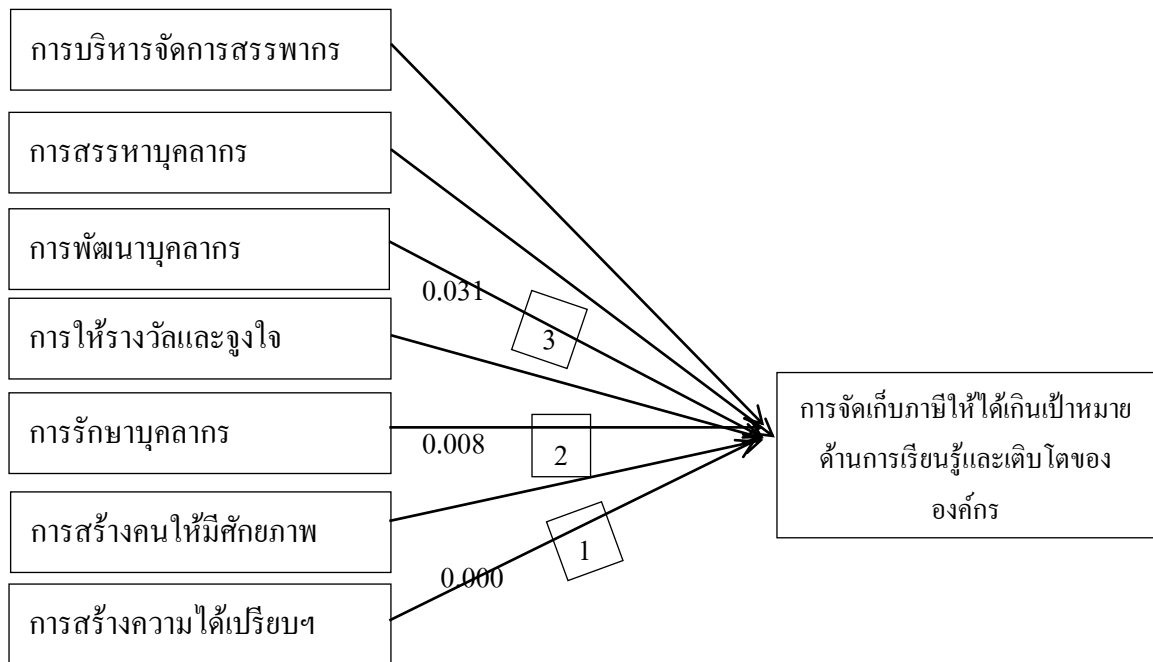 การบริหารจัดการสรรพากร
การสรรหาบุคลากร
การพัฒนาบุคลากร
0.031
3
การให้รางวัลและจูงใจ
การรักษาบุคลากร
0.008
2
การสร้างคนให้มีศักยภาพ
1
0.000
การสร้างความได้เปรียบฯ
การจัดเก็บภาษีให้ได้เกินเป้าหมาย
ด้านการเรียนรู้และเติบโตของ
องค์กร